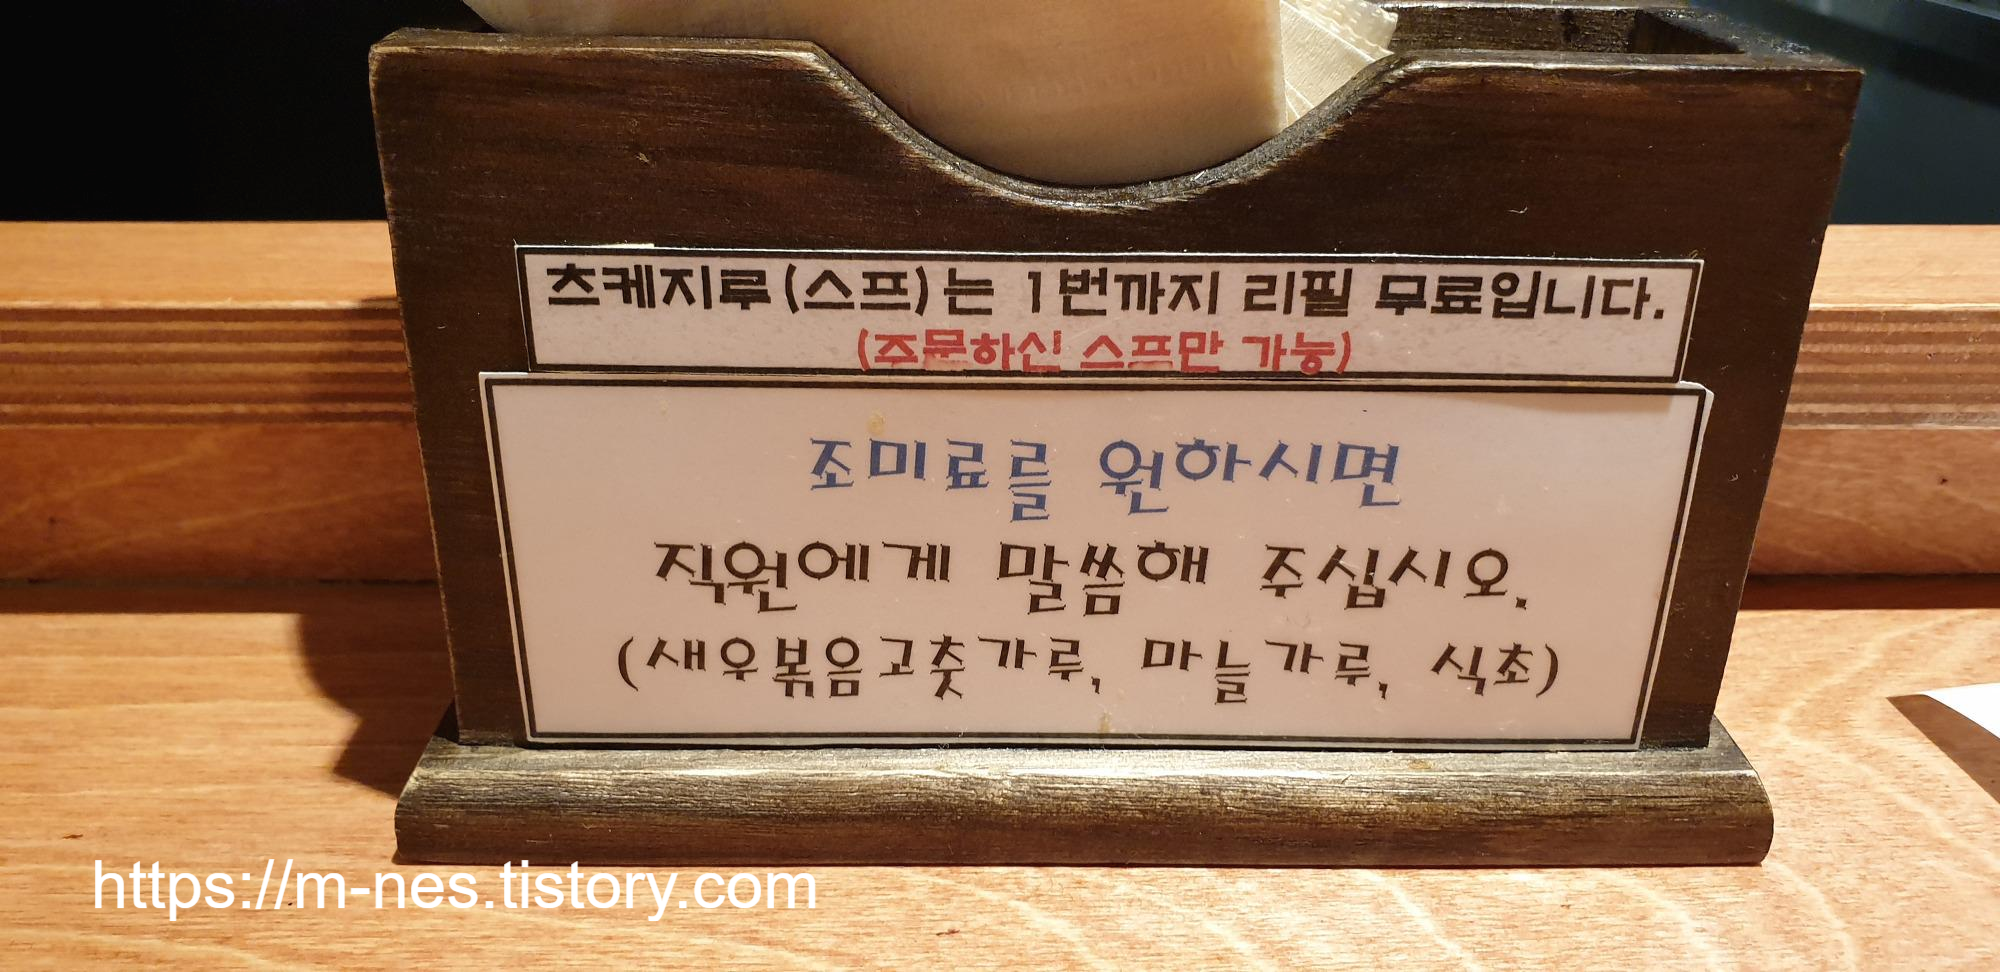 츠케지루(스프)는 1번까지 리필 무료입니다.
(주문하신 스프만 가능)
조미료를 원하시면
직원에게 말씀해 주십시오.
(새우볶음고춧가루, 마늘가루, 식초)
https://m-nes.tistory.com